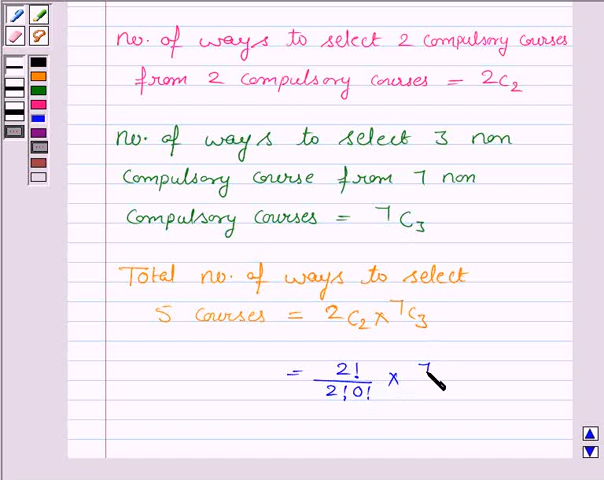 no. of ways to select 2 compulsory courses
from 2 compulsory courses = 2C₂
no. of ways to select 3 non
compulsory course from 7 non
compulsory courses = ⁷C₃
Total no. of ways to select
5 courses = 2C₂ × ⁷C₃
= 2! / 2!0! × 7